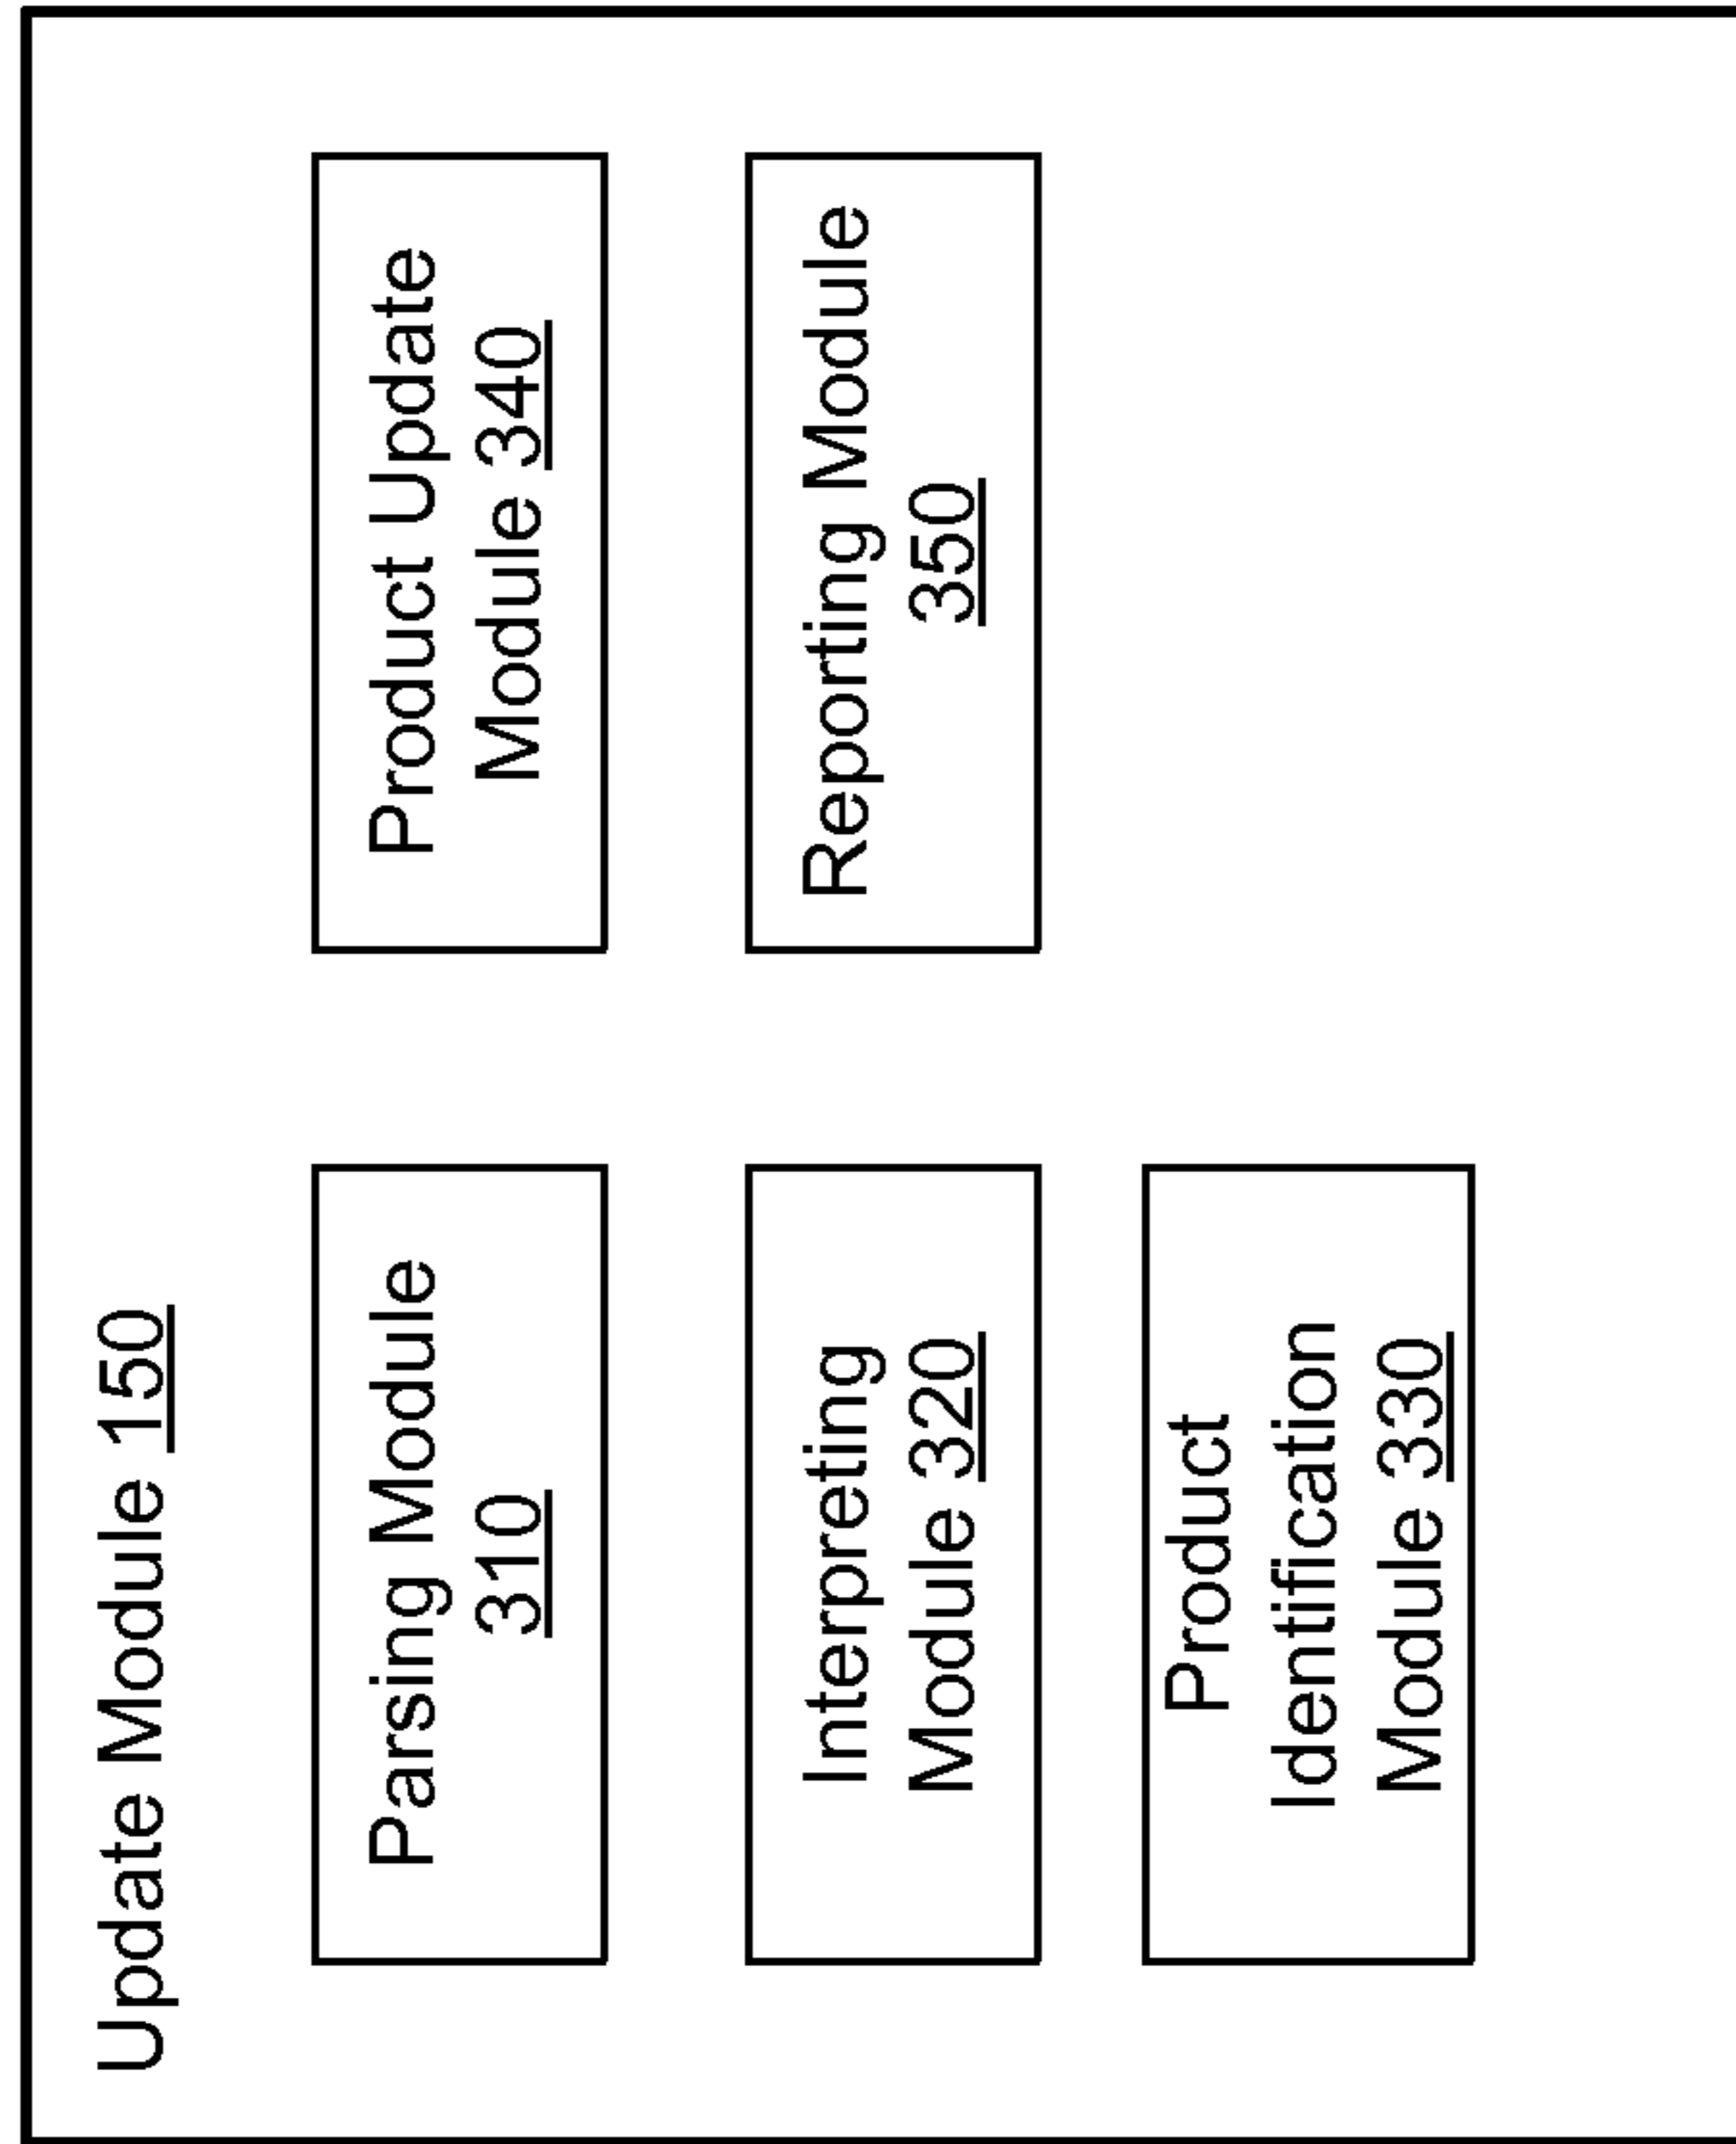 Update Module 150
Parsing Module
310
Interpreting
Module 320
Product
Identification
Module 330
Product Update
Module 340
Reporting Module
350